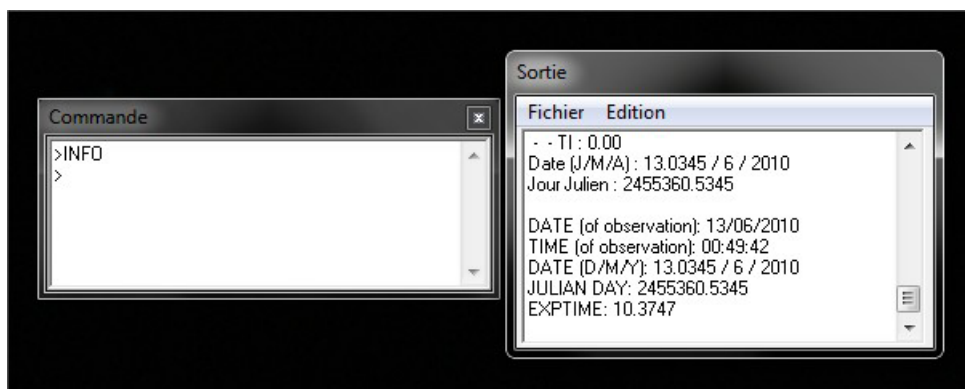 Commande
>INFO
>
Sortie
Fichier Edition
- - TI : 0.00
Date (J/M/A) : 13.0345 / 6 / 2010
Jour Julien : 2455360.5345
DATE (of observation): 13/06/2010
TIME (of observation): 00:49:42
DATE (D/M/Y): 13.0345 / 6 / 2010
JULIAN DAY: 2455360.5345
EXPTIME: 10.3747